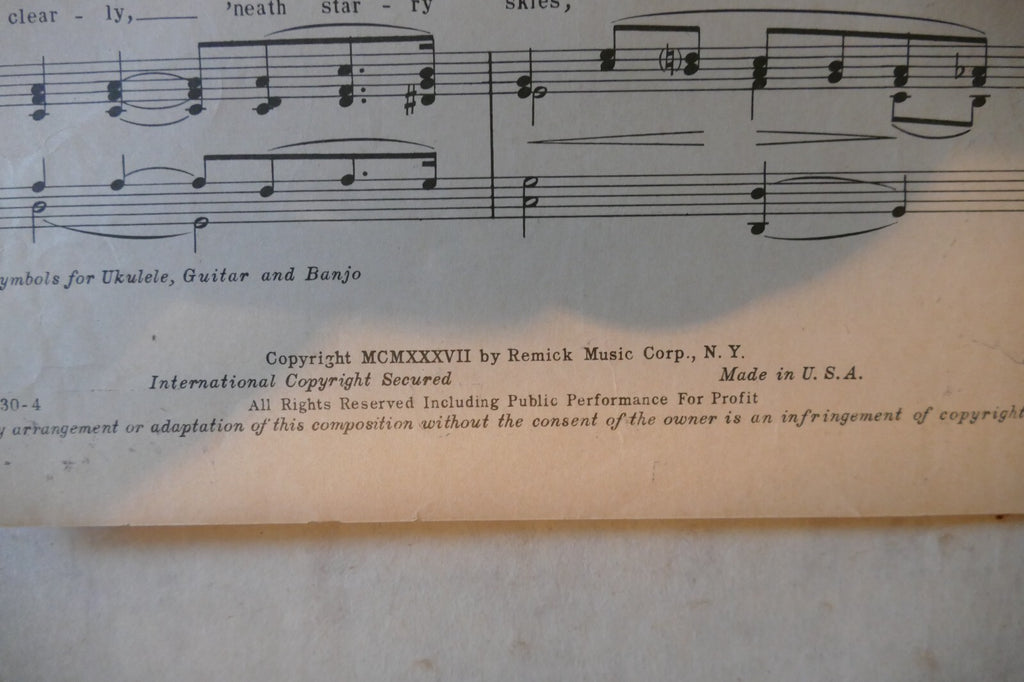 clear - ly, 'neath star - ry skies,
ymbols for Ukulele, Guitar and Banjo
Copyright MCMXXXVII by Remick Music Corp., N. Y.
International Copyright Secured Made in U. S. A.
30-4 All Rights Reserved Including Public Performance For Profit
y arrangement or adaptation of this composition without the consent of the owner is an infringement of copyright